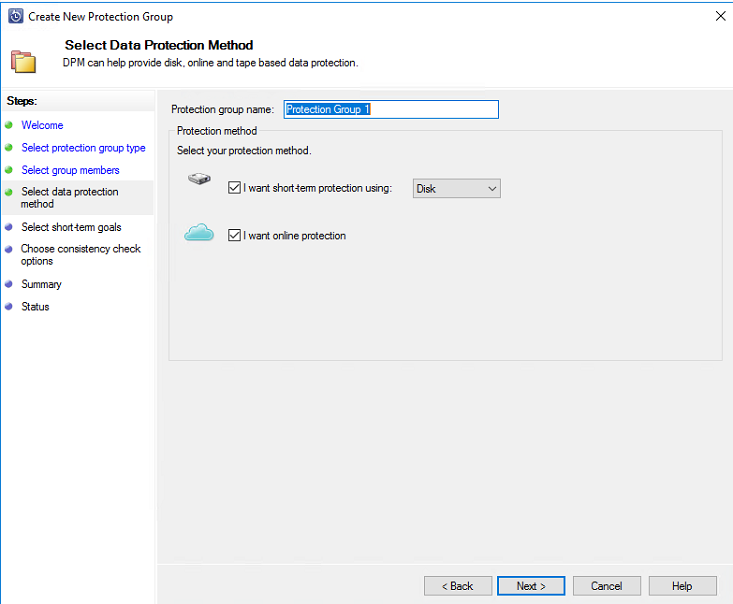 Create New Protection Group
Select Data Protection Method
DPM can help provide disk, online and tape based data protection.
Steps:
Welcome
Select protection group type
Select group members
Select data protection
method
Select short-term goals
Choose consistency check
options
Summary
Status
Protection group name: Protection Group 1
Protection method
Select your protection method.
I want short-term protection using: Disk
I want online protection
< Back Next > Cancel Help